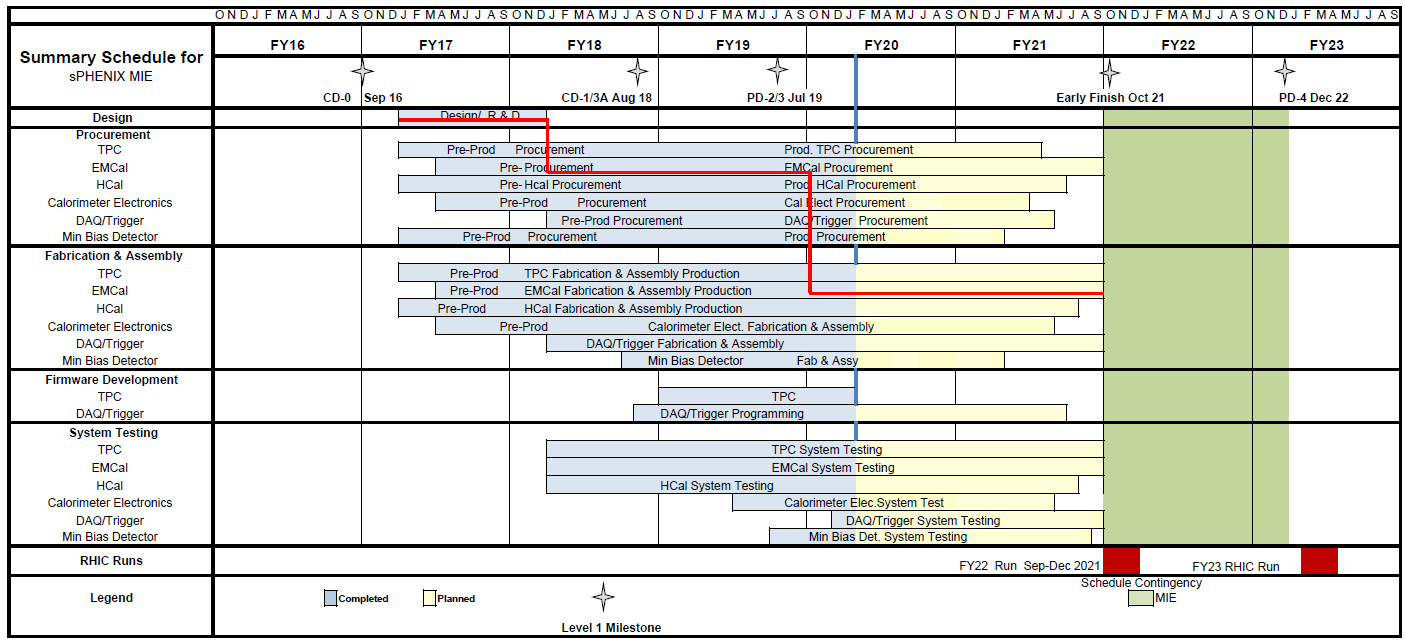 O N D J F M A M J J A S O N D J F M A M J J A S O N D J F M A M J J A S O N D J F M A M J J A S O N D J F M A M J J A S O N D J F M A M J J A S O N D J F M A M J J A S O N D J F M A M J J A S
Summary Schedule for
sPHENIX MIE
FY16 FY17 FY18 FY19 FY20 FY21 FY22 FY23
CD-0 Sep 16 CD-1/3A Aug 18 PD-2/3 Jul 19 Early Finish Oct 21 PD-4 Dec 22
Design Design/ R & D
Procurement
TPC Pre-Prod Procurement Prod. TPC Procurement
EMCal Pre- Procurement EMCal Procurement
HCal Pre- Hcal Procurement Prod HCal Procurement
Calorimeter Electronics Pre-Prod Procurement Cal Elect Procurement
DAQ/Trigger Pre-Prod Procurement DAQ/Trigger Procurement
Min Bias Detector Pre-Prod Procurement Prod Procurement
Fabrication & Assembly
TPC Pre-Prod TPC Fabrication & Assembly Production
EMCal Pre-Prod EMCal Fabrication & Assembly Production
HCal Pre-Prod HCal Fabrication & Assembly Production
Calorimeter Electronics Pre-Prod Calorimeter Elect. Fabrication & Assembly
DAQ/Trigger DAQ/Trigger Fabrication & Assembly
Min Bias Detector Min Bias Detector Fab & Assy
Firmware Development
TPC TPC
DAQ/Trigger DAQ/Trigger Programming
System Testing
TPC TPC System Testing
EMCal EMCal System Testing
HCal HCal System Testing
Calorimeter Electronics Calorimeter Elec.System Test
DAQ/Trigger DAQ/Trigger System Testing
Min Bias Detector Min Bias Det. System Testing
RHIC Runs FY22 Run Sep-Dec 2021 FY23 RHIC Run
Schedule Contingency
Legend Completed Planned MIE
Level 1 Milestone